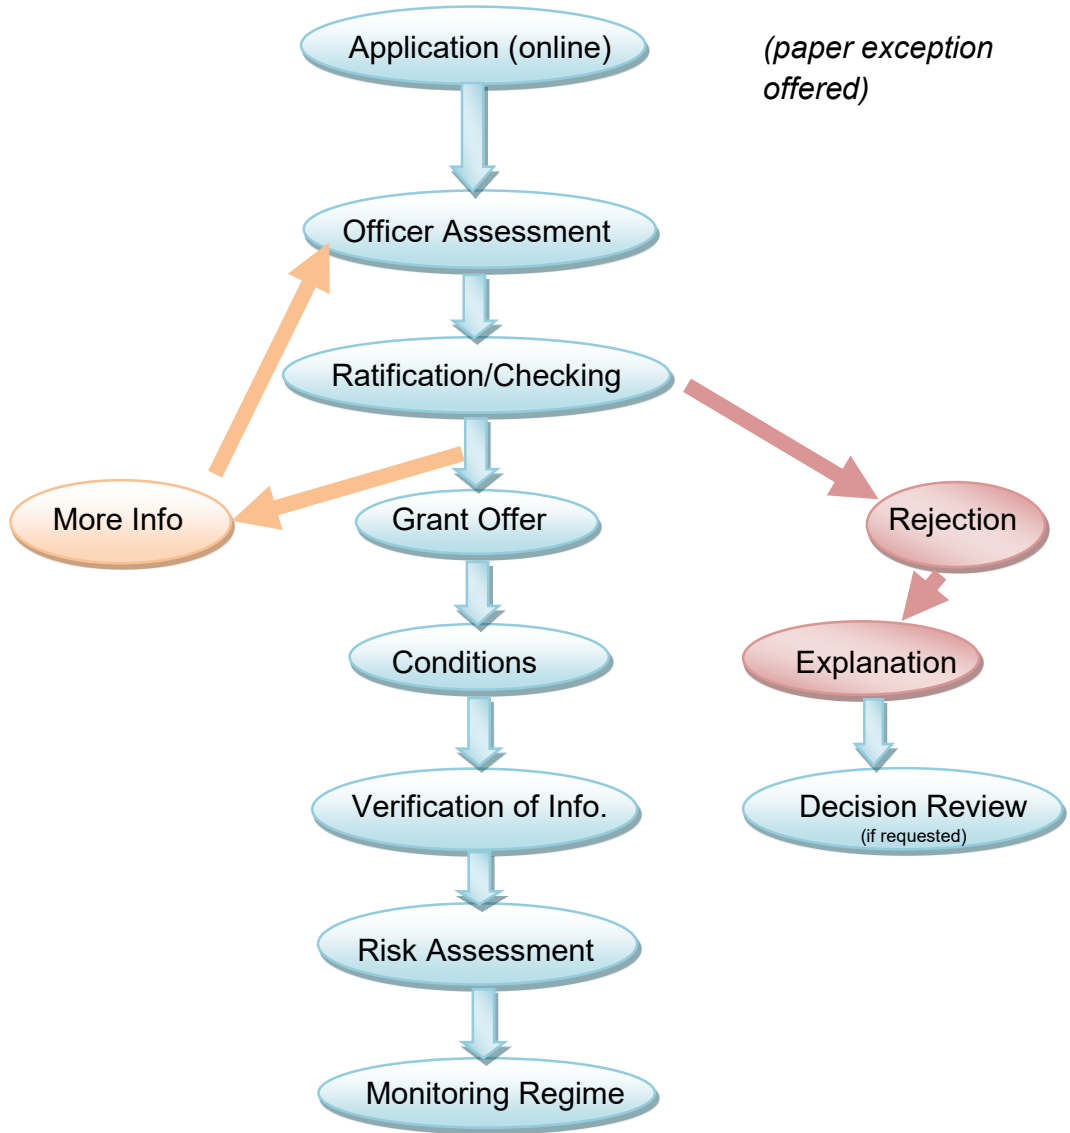 Application (online)
(paper exception
offered)
Officer Assessment
Ratification/Checking
More Info
Grant Offer
Rejection
Conditions
Explanation
Verification of Info.
Decision Review
(if requested)
Risk Assessment
Monitoring Regime